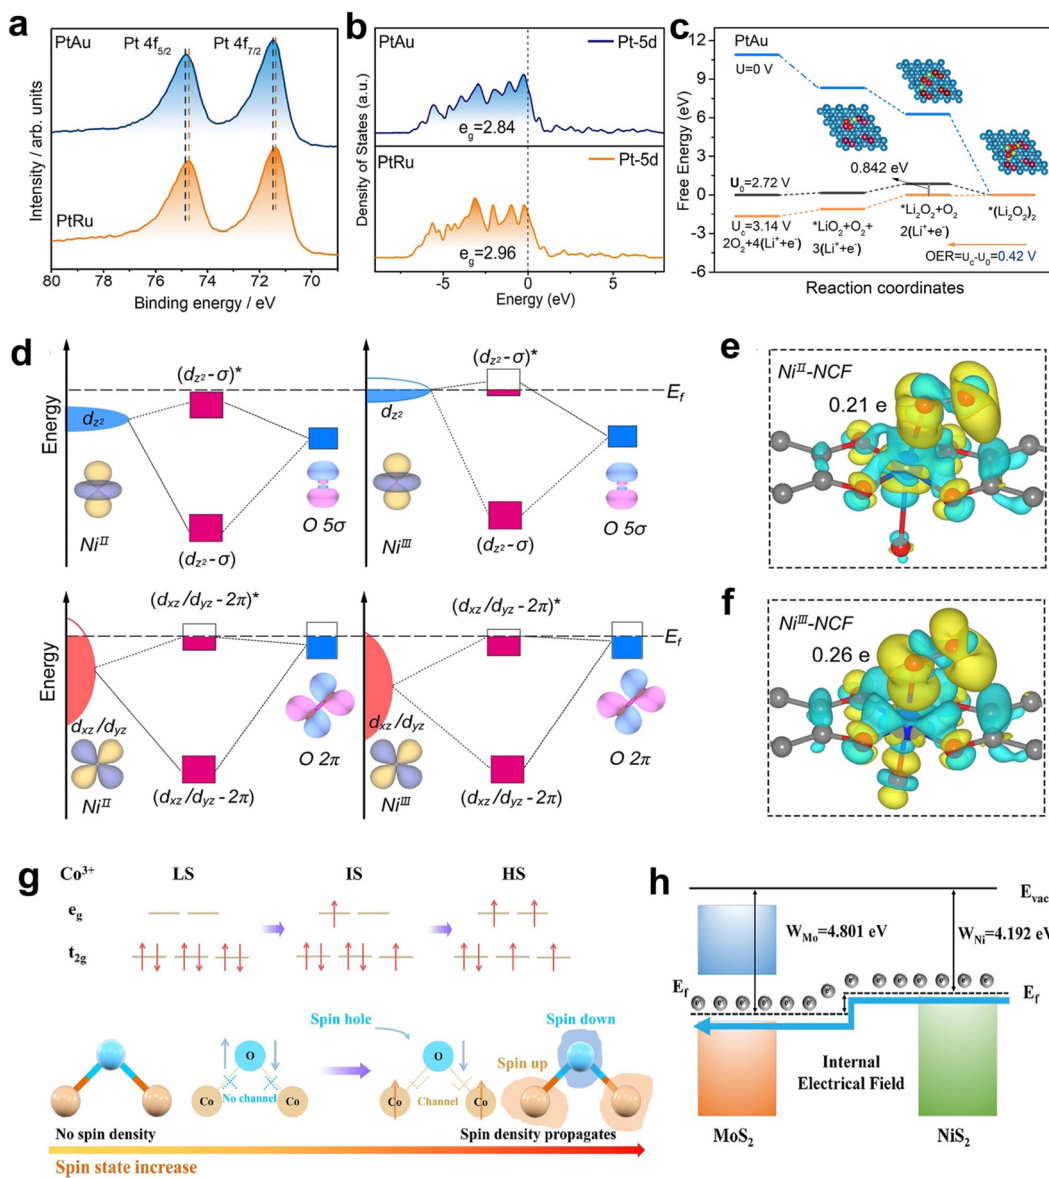 a
PtAu
Pt 4f5/2
Pt 4f7/2
PtRu
Intensity / arb. units
80 78 76 74 72 70
Binding energy / eV
b
PtAu
Pt-5d
eg=2.84
PtRu
Pt-5d
eg=2.96
Density of States (a.u.)
-5 0 5
Energy (eV)
c
PtAu
U=0 V
0.842 eV
U0=2.72 V
Uc=3.14 V
2O2+4(Li⁺+e⁻)
*LiO2+O2+
3(Li⁺+e⁻)
*Li2O2+O2
2(Li⁺+e⁻)
*(Li2O2)2
OER=Uc-U0=0.42 V
Free Energy (eV)
12
9
6
3
0
-3
-6
Reaction coordinates
d
Energy
(dz²-σ)*
dz²
NiII
O 5σ
(dz²-σ)
(dz²-σ)*
Ef
dz²
NiIII
O 5σ
(dz²-σ)
Energy
(dxz/dyz-2π)*
dxz/dyz
NiII
O 2π
(dxz/dyz-2π)
(dxz/dyz-2π)*
Ef
dxz/dyz
NiIII
O 2π
(dxz/dyz-2π)
e
NiII-NCF
0.21 e
f
NiIII-NCF
0.26 e
g
Co³⁺ LS IS HS
eg
t2g
Spin hole
O
Co
No channel
Co
O
Co
Channel
Co
Spin down
Spin up
No spin density
Spin density propagates
Spin state increase
h
Evac
WMo=4.801 eV
WNi=4.192 eV
Ef
Ef
e⁻ e⁻ e⁻ e⁻ e⁻ e⁻ e⁻ e⁻ e⁻ e⁻ e⁻ e⁻ e⁻ e⁻
Internal
Electrical Field
MoS2
NiS2